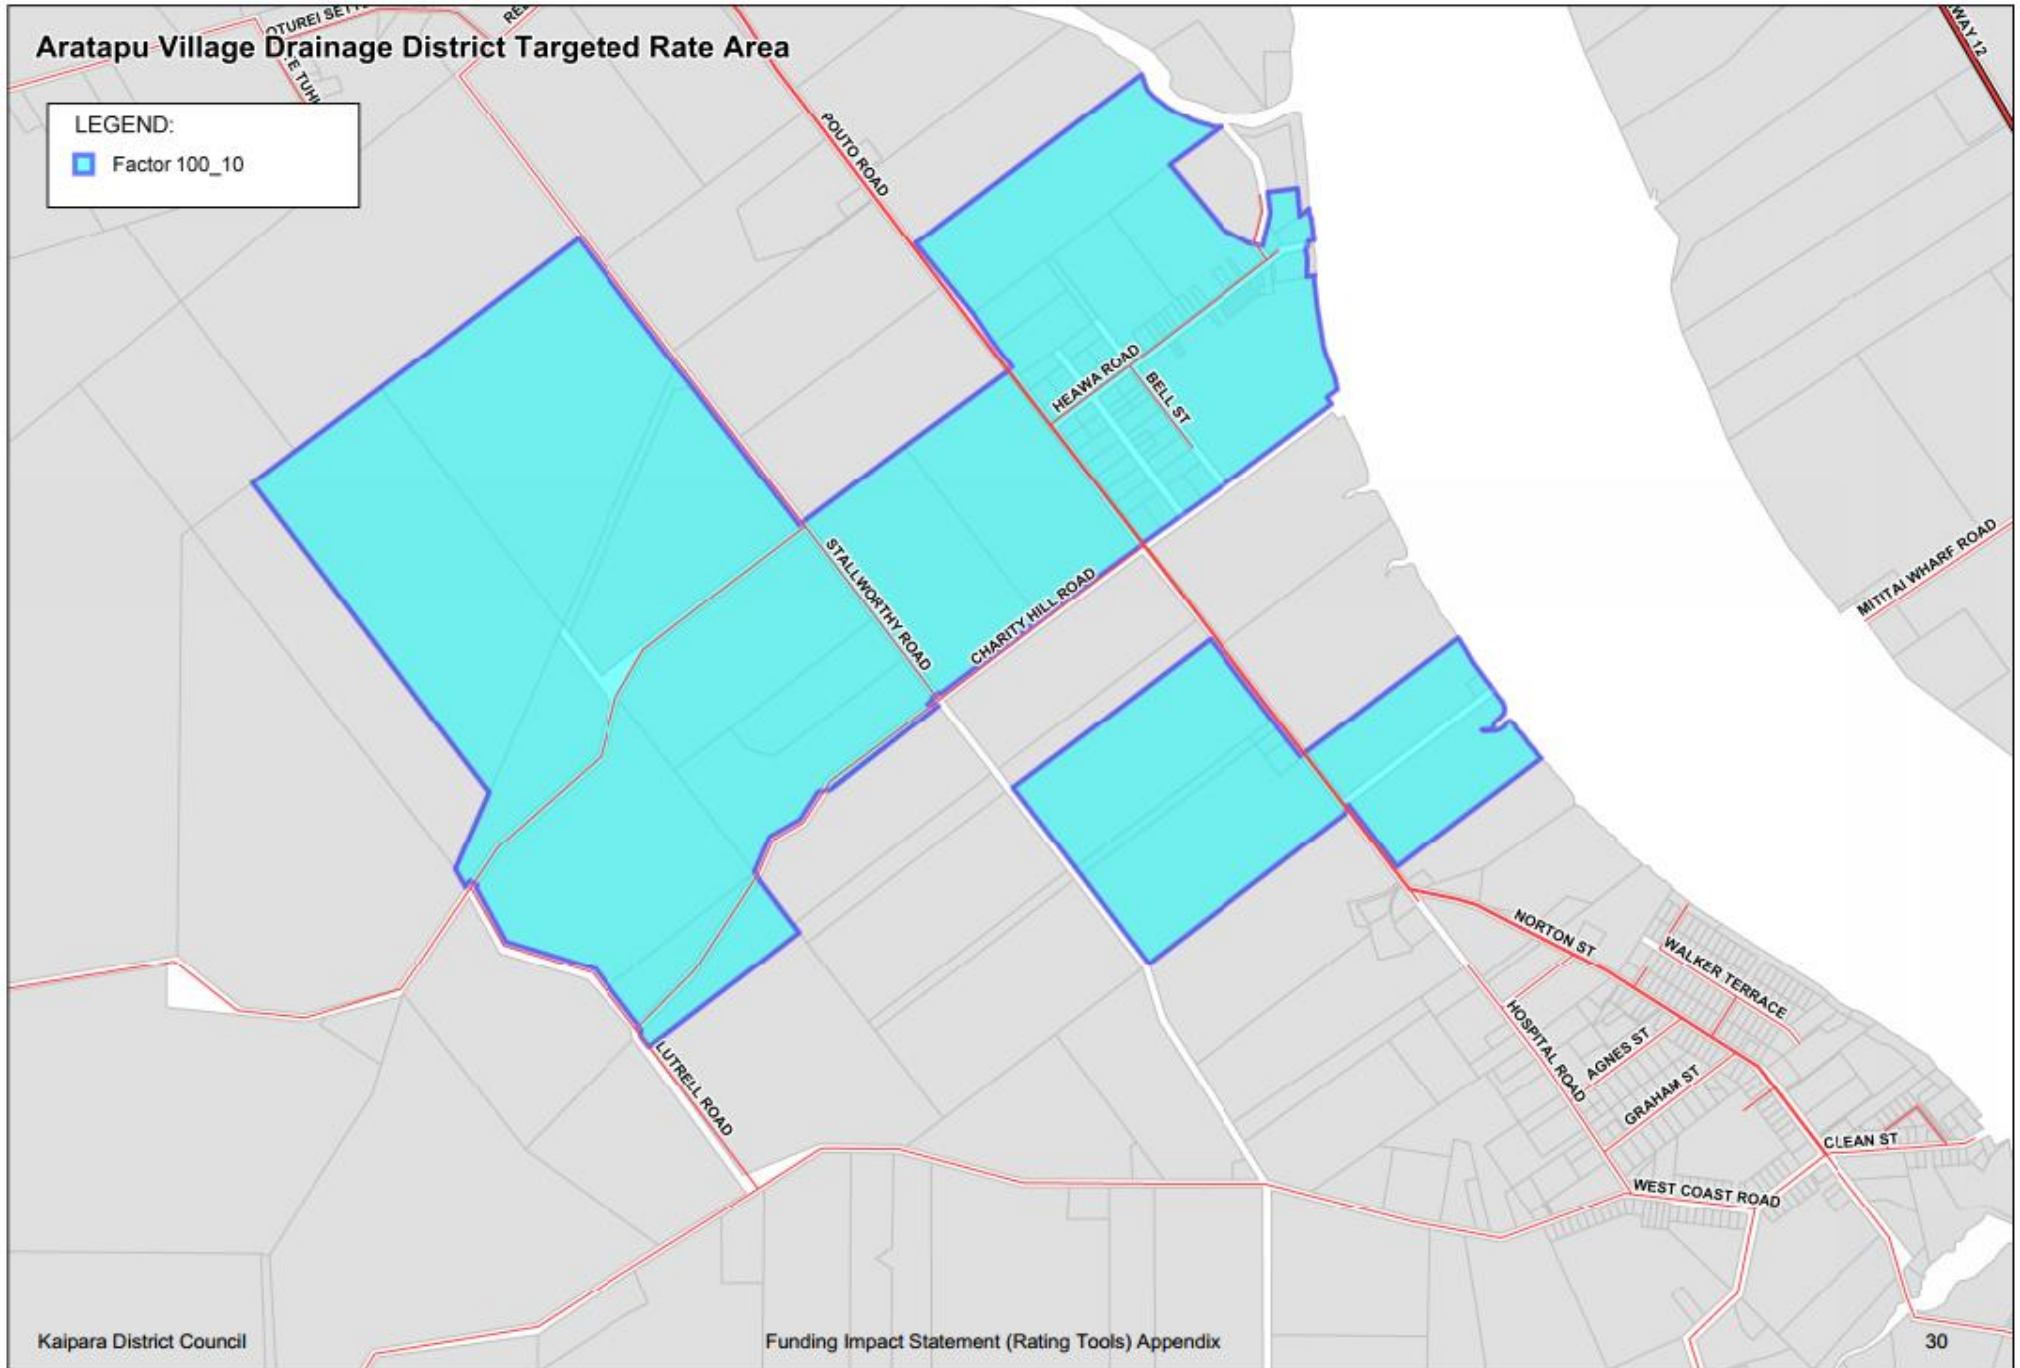 Aratapu Village Drainage District Targeted Rate Area
LEGEND:
Factor 100_10
POUTO ROAD
HEAWA ROAD
BELL ST
STALLWORTHY ROAD
CHARITY HILL ROAD
MITITAI WHARF ROAD
NORTON ST
WALKER TERRACE
HOSPITAL ROAD
AGNES ST
GRAHAM ST
LUTRELL ROAD
CLEAN ST
WEST COAST ROAD
Kaipara District Council
Funding Impact Statement (Rating Tools) Appendix
30